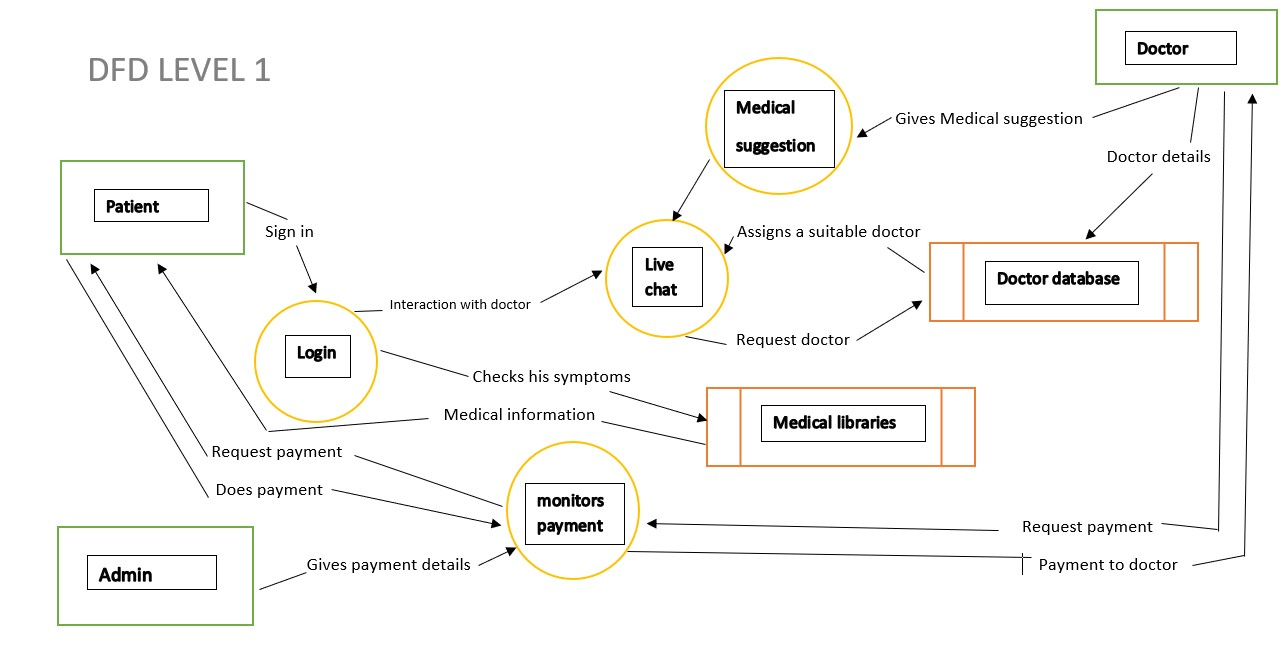 DFD LEVEL 1
Doctor
Medical
suggestion
Gives Medical suggestion
Doctor details
Patient
Sign in
Assigns a suitable doctor
Live
chat
Doctor database
Interaction with doctor
Request doctor
Login
Checks his symptoms
Medical information
Medical libraries
Request payment
Does payment
monitors
payment
Request payment
Admin
Gives payment details
Payment to doctor